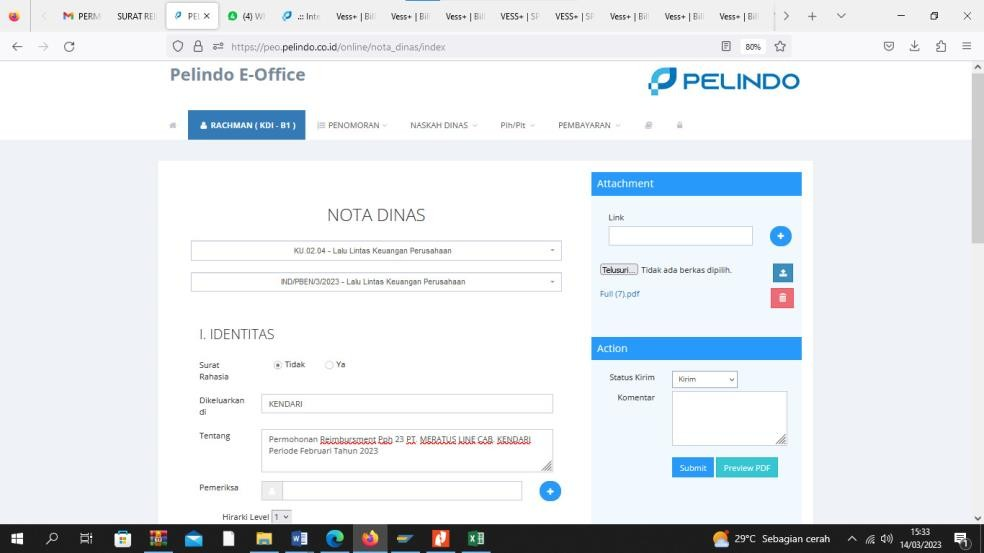 PERM
SURAT REI
PEL
(4) W
.:: Inte
Vess+ | Bil
Vess+ | Bil
Vess+ | Bil
VESS+ | SP
VESS+ | SP
Vess+ | Bil
Vess+ | Bil
Vess+ | Bil
https://peo.pelindo.co.id/online/nota_dinas/index
80%
Pelindo E-Office
PELINDO
RACHMAN ( KDI - B1 )
PENOMORAN
NASKAH DINAS
Plh/Plt
PEMBAYARAN
NOTA DINAS
KU.02.04 - Lalu Lintas Keuangan Perusahaan
IND/PBEN/3/2023 - Lalu Lintas Keuangan Perusahaan
I. IDENTITAS
Surat Rahasia
Tidak
Ya
Dikeluarkan di
KENDARI
Tentang
Permohonan Reimbursment Pph 23 PT. MERATUS LINE CAB. KENDARI
Periode Februari Tahun 2023
Pemeriksa
Hirarki Level 1
Attachment
Link
Telusuri... Tidak ada berkas dipilih.
Full (7).pdf
Action
Status Kirim
Kirim
Komentar
Submit
Preview PDF
29°C Sebagian cerah
15:33
14/03/2023
1